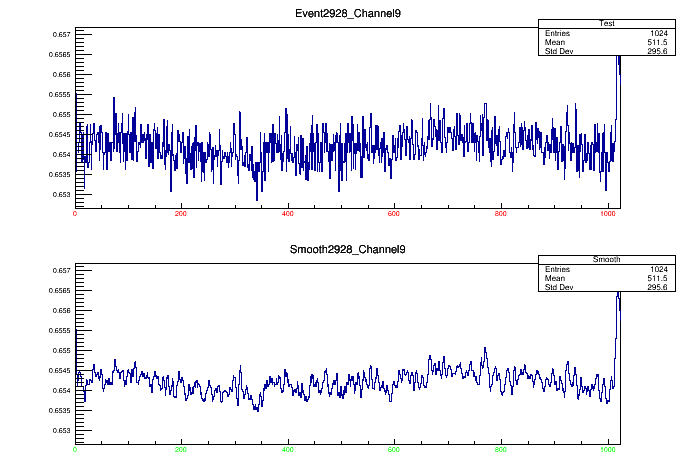 Event2928_Channel9
Test
Entries 1024
Mean 511.5
Std Dev 295.6
0.657
0.6565
0.656
0.6555
0.655
0.6545
0.654
0.6535
0.653
0 200 400 600 800 1000
Smooth2928_Channel9
Smooth
Entries 1024
Mean 511.5
Std Dev 295.6
0.657
0.6565
0.656
0.6555
0.655
0.6545
0.654
0.6535
0.653
0 200 400 600 800 1000